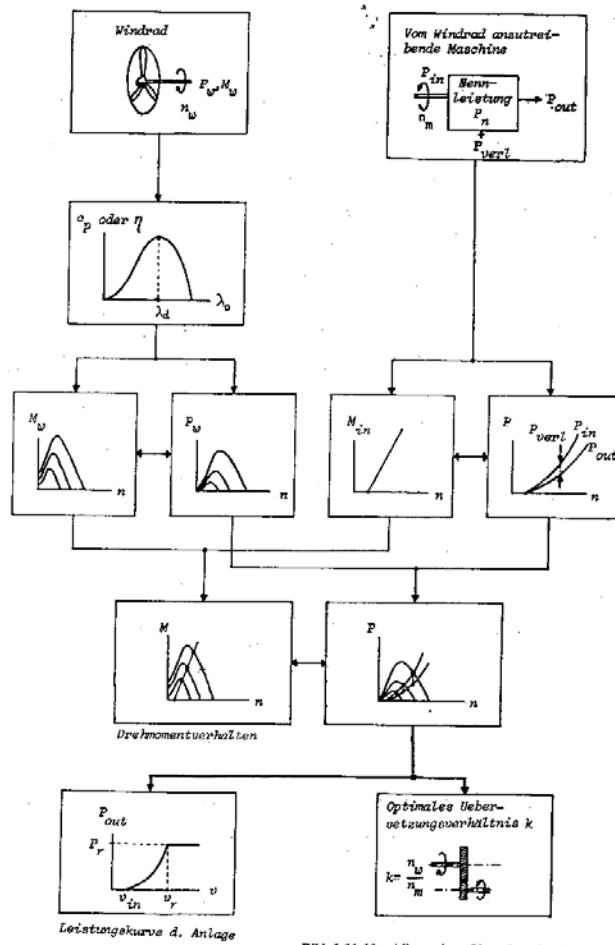 Windrad
P_w, M_w
n_w
Vom Windrad anzutrei-
bende Maschine
P_in
n_m
Nenn-
leistung
P_n
P_out
+
P_verl
c_p oder η
λ_d
λ_o
M_w
n
P_w
n
M_in
n
P
P_verl
P_in
P_out
n
M
n
P
n
Drehmomentverhalten
P_out
P_r
v_in
v_r
v
Leistungskurve d. Anlage
Optimales Ueber-
setzungsverhältnis k
k= n_w
n_m